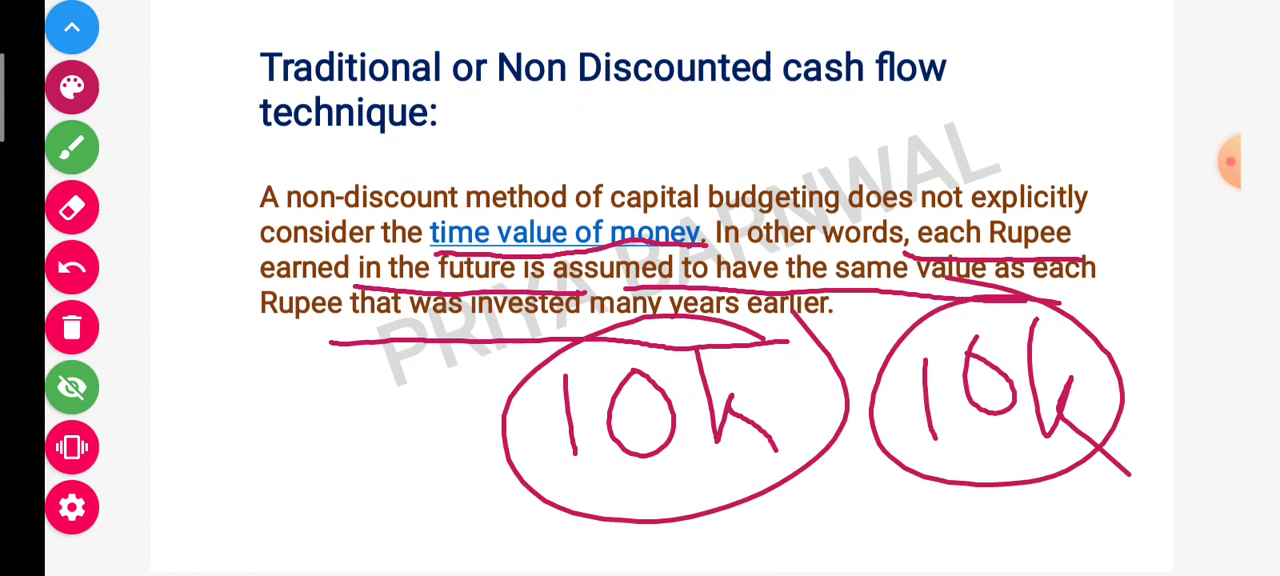 Traditional or Non Discounted cash flow
technique:
A non-discount method of capital budgeting does not explicitly
consider the time value of money. In other words, each Rupee
earned in the future is assumed to have the same value as each
Rupee that was invested many years earlier.
PRIYA BARNWAL
10k 10k